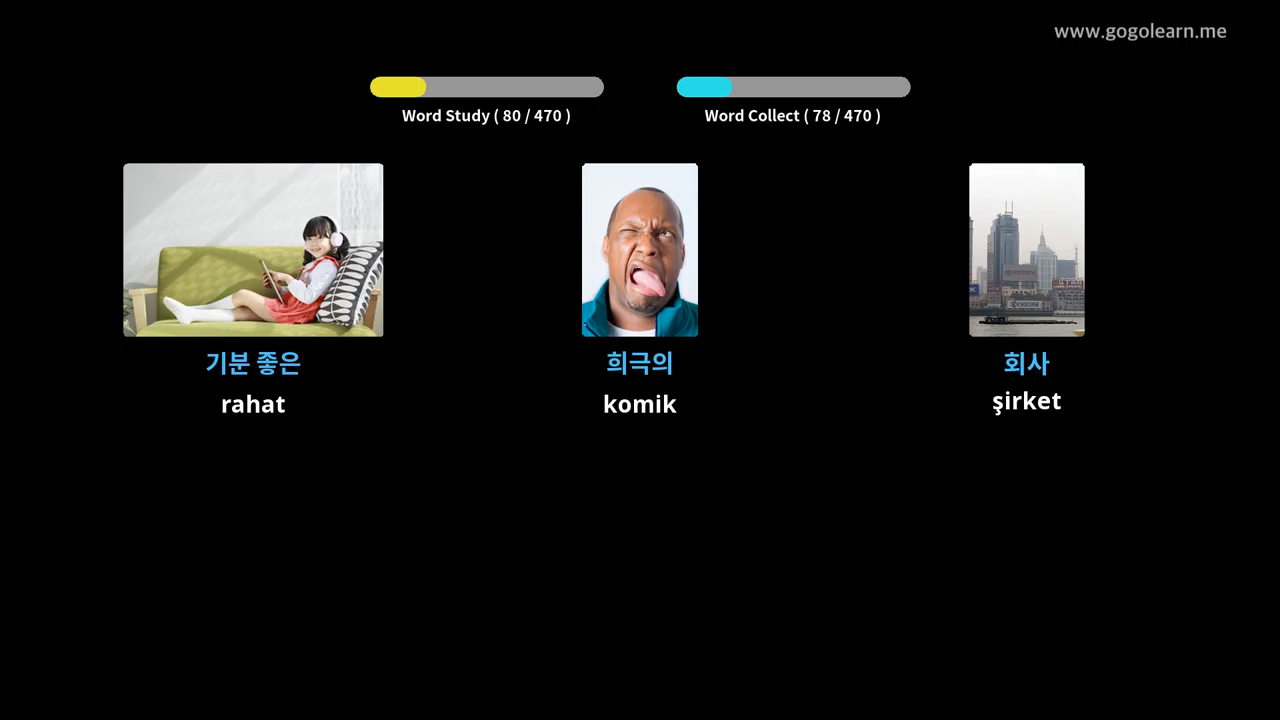 www.gogolearn.me
Word Study ( 80 / 470 )
Word Collect ( 78 / 470 )
TOYOTA
기분 좋은
희극의
회사
rahat
komik
şirket